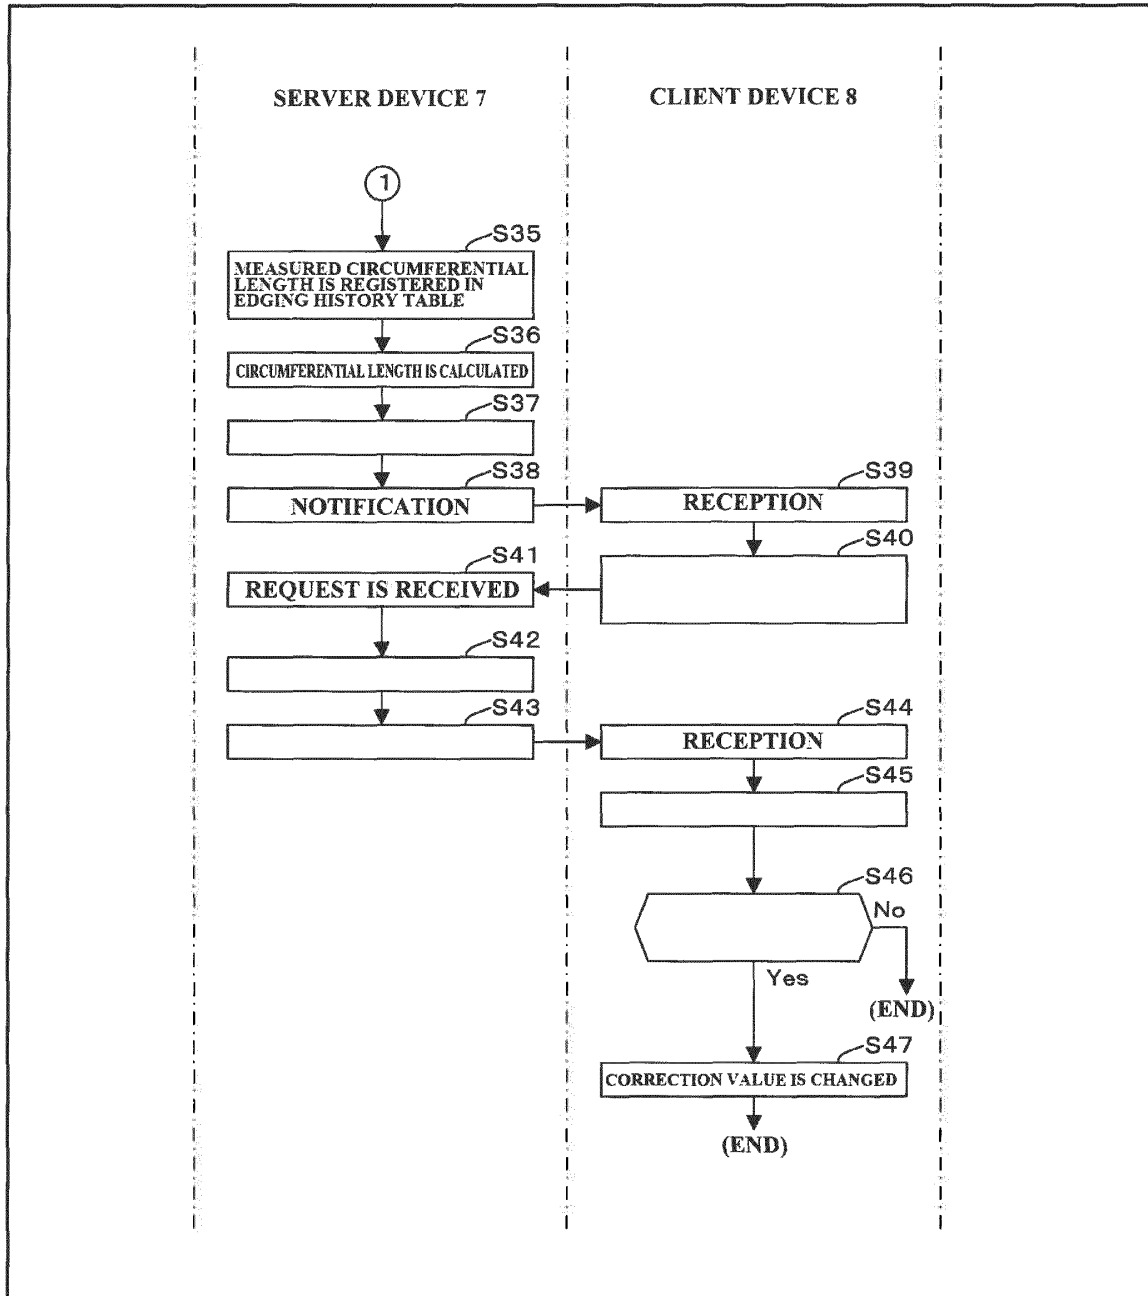 SERVER DEVICE 7
CLIENT DEVICE 8
1
S35
MEASURED CIRCUMFERENTIAL
LENGTH IS REGISTERED IN
EDGING HISTORY TABLE
S36
CIRCUMFERENTIAL LENGTH IS CALCULATED
S37
S38
NOTIFICATION
S39
RECEPTION
S40
S41
REQUEST IS RECEIVED
S42
S43
S44
RECEPTION
S45
S46
No
(END)
Yes
S47
CORRECTION VALUE IS CHANGED
(END)